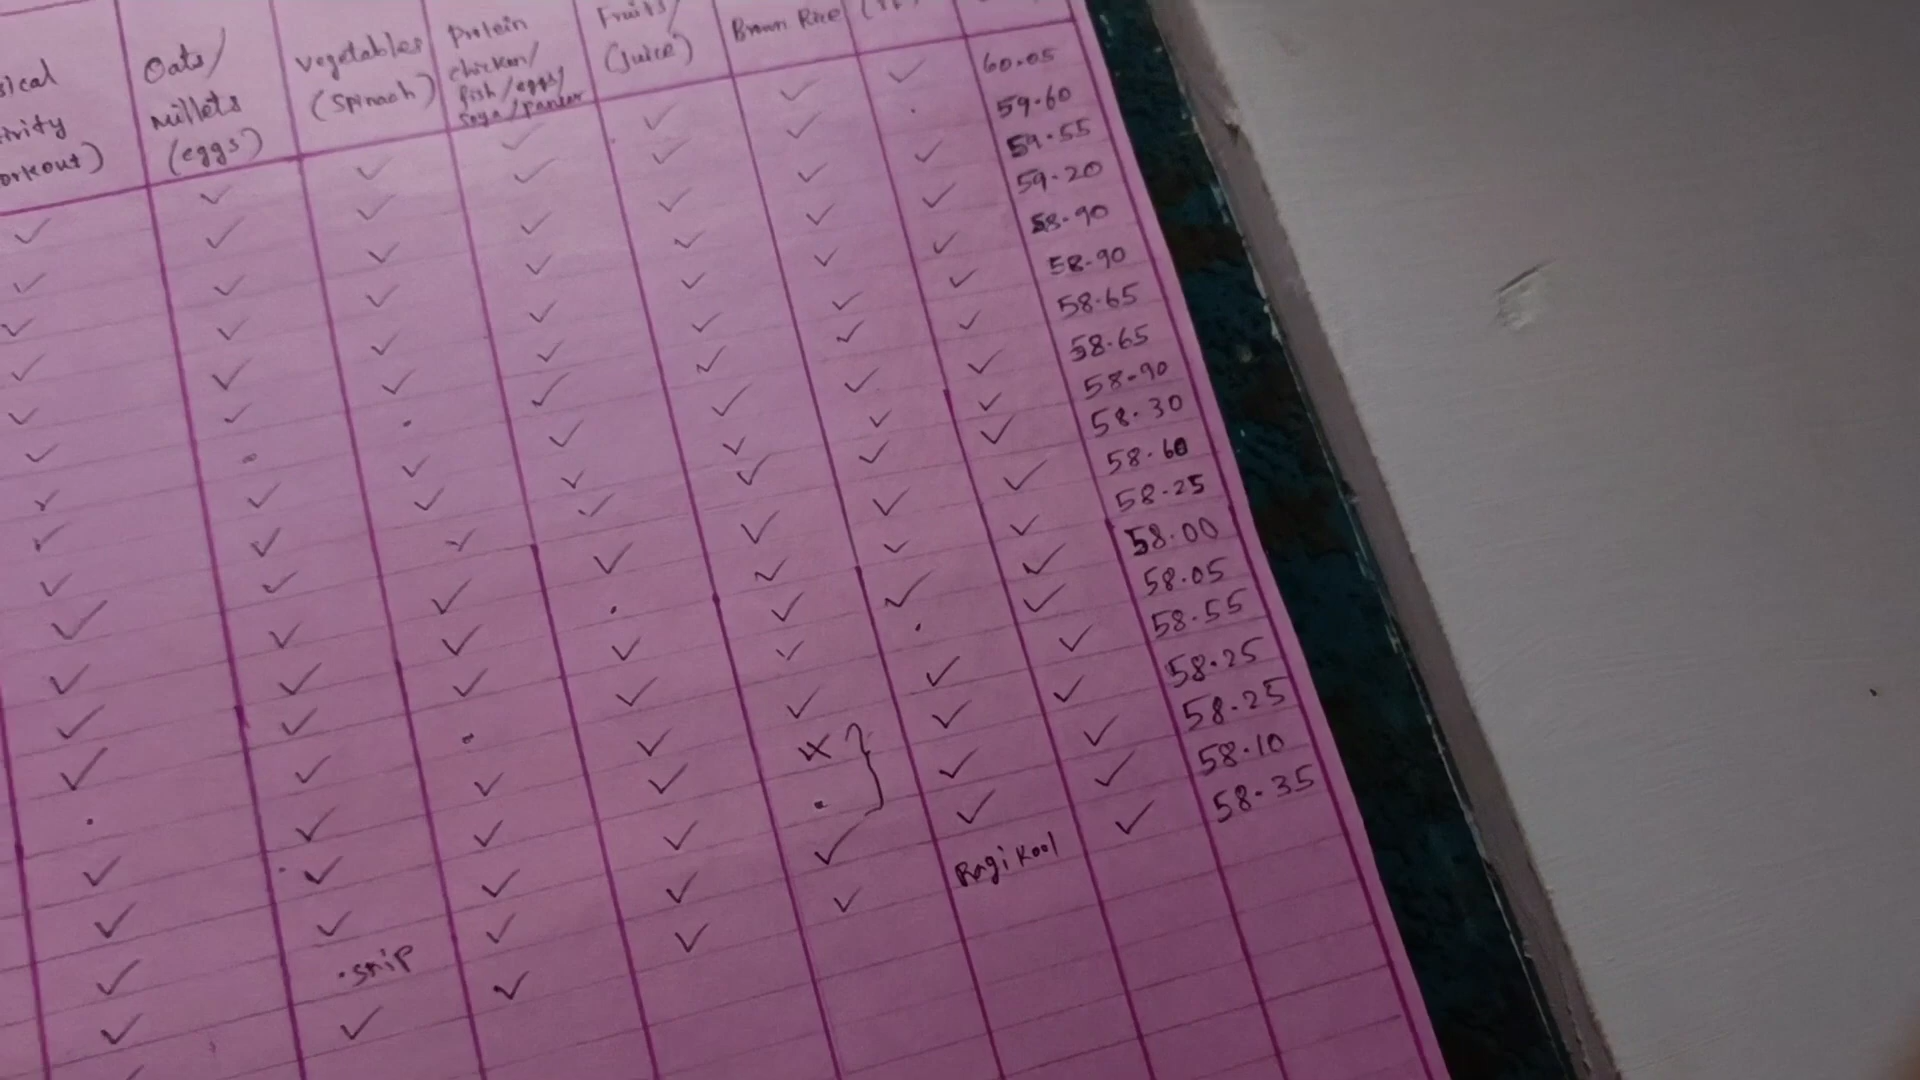 sical
tivity
orkout)
Oats/
Millets
(eggs)
Vegetables
(Spinach)
Protein
chicken/
fish/eggs/
soya/paneer
Fruits/
(Juice)
Brown Rice
60.05
59.60
59.55
59.20
58.90
58.90
58.65
58.65
58.90
58.30
58.60
58.25
58.00
58.05
58.55
58.25
58.25
58.10
58.35
Ragi Kool
.skip